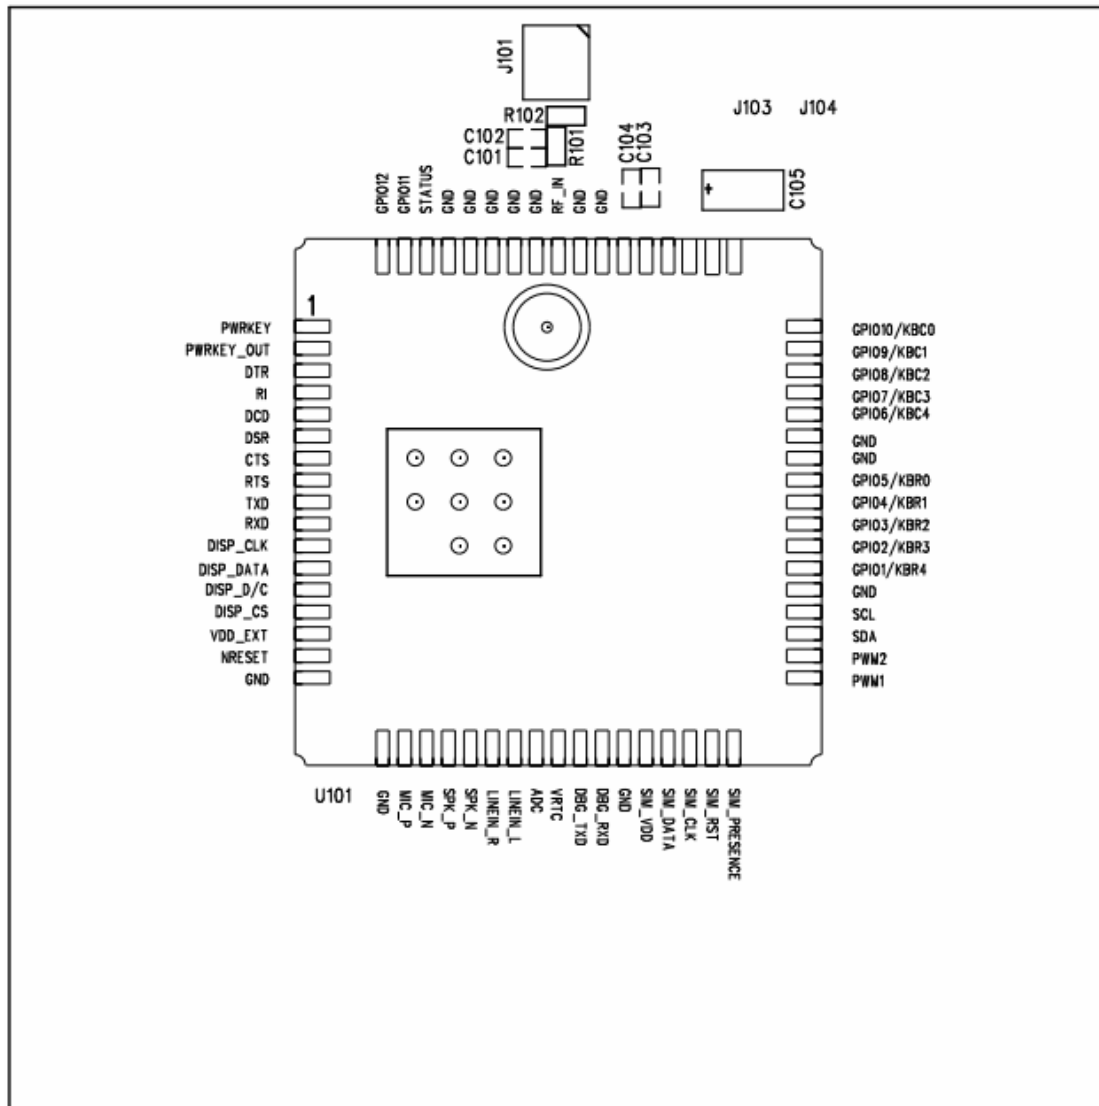 J101
J103
J104
R102
C102
C101
R101
C104
C103
C105
GPIO12
GPIO11
STATUS
GND
GND
GND
GND
GND
RF_IN
GND
GND
1
PWRKEY
PWRKEY_OUT
DTR
RI
DCD
DSR
CTS
RTS
TXD
RXD
DISP_CLK
DISP_DATA
DISP_D/C
DISP_CS
VDD_EXT
NRESET
GND
GPIO10/KBC0
GPIO9/KBC1
GPIO8/KBC2
GPIO7/KBC3
GPIO6/KBC4
GND
GND
GPIO5/KBR0
GPIO4/KBR1
GPIO3/KBR2
GPIO2/KBR3
GPIO1/KBR4
GND
SCL
SDA
PWM2
PWM1
U101
GND
MIC_P
MIC_N
SPK_P
SPK_N
LINEIN_R
LINEIN_L
ADC
VRTC
DBG_TXD
DBG_RXD
GND
SIM_VDD
SIM_DATA
SIM_CLK
SIM_RST
SIM_PRESENCE